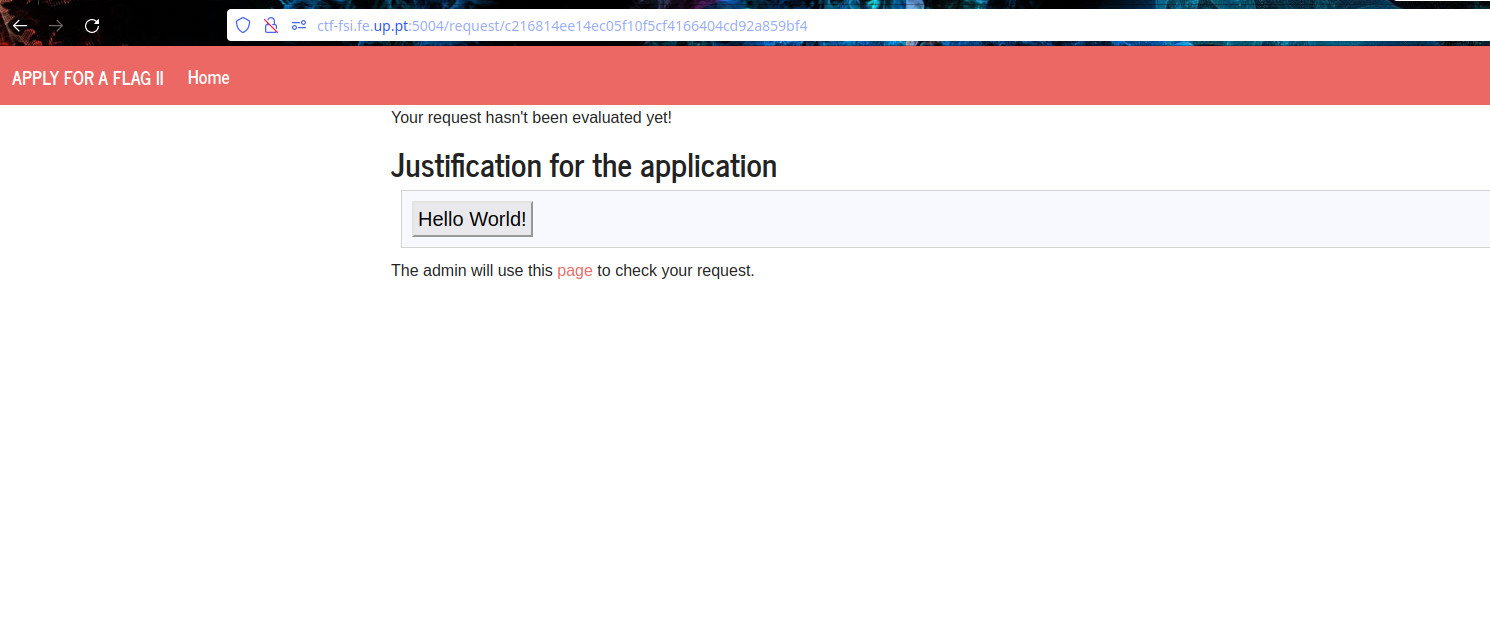 ctf-fsi.fe.up.pt:5004/request/c216814ee14ec05f10f5cf4166404cd92a859bf4
APPLY FOR A FLAG II Home
Your request hasn't been evaluated yet!
Justification for the application
Hello World!
The admin will use this page to check your request.